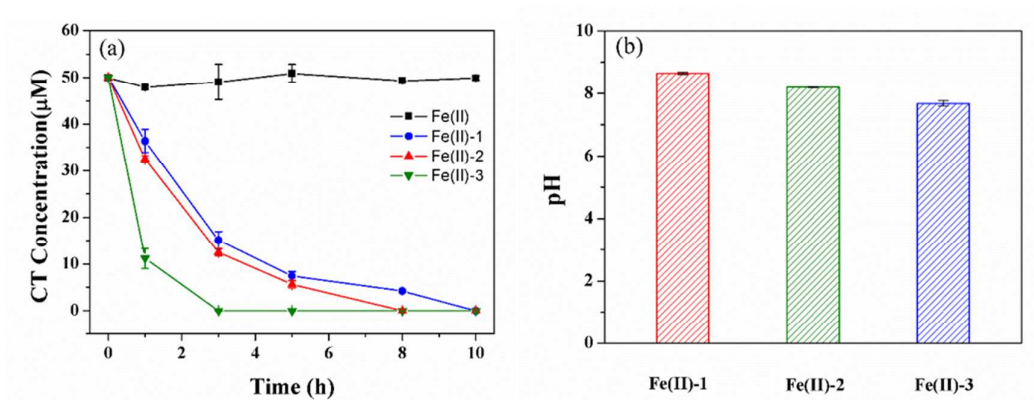 (a)
60
50
40
30
20
10
0
CT Concentration(μM)
Fe(II)
Fe(II)-1
Fe(II)-2
Fe(II)-3
0 2 4 6 8 10
Time (h)
(b)
10
8
6
4
2
0
pH
Fe(II)-1 Fe(II)-2 Fe(II)-3